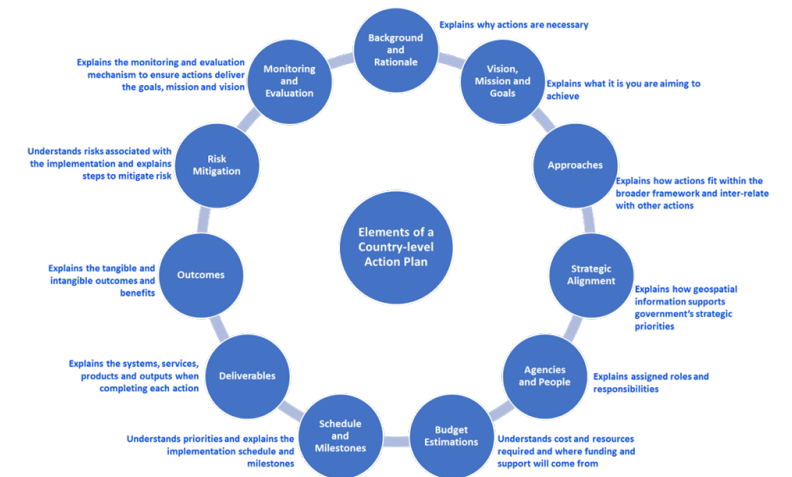 Background
and
Rationale
Explains why actions are necessary
Vision,
Mission and
Goals
Explains what it is you are aiming to
achieve
Approaches
Explains how actions fit within the
broader framework and inter-relate
with other actions
Strategic
Alignment
Explains how geospatial
information supports
government's strategic
priorities
Agencies
and People
Explains assigned roles and
responsibilities
Budget
Estimations
Understands cost and resources
required and where funding and
support will come from
Schedule
and
Milestones
Understands priorities and explains the
implementation schedule and
milestones
Deliverables
Explains the systems, services,
products and outputs when
completing each action
Outcomes
Explains the tangible and
intangible outcomes and
benefits
Risk
Mitigation
Understands risks associated with
the implementation and explains
steps to mitigate risk
Monitoring
and
Evaluation
Explains the monitoring and evaluation
mechanism to ensure actions deliver
the goals, mission and vision
Elements of a
Country-level
Action Plan